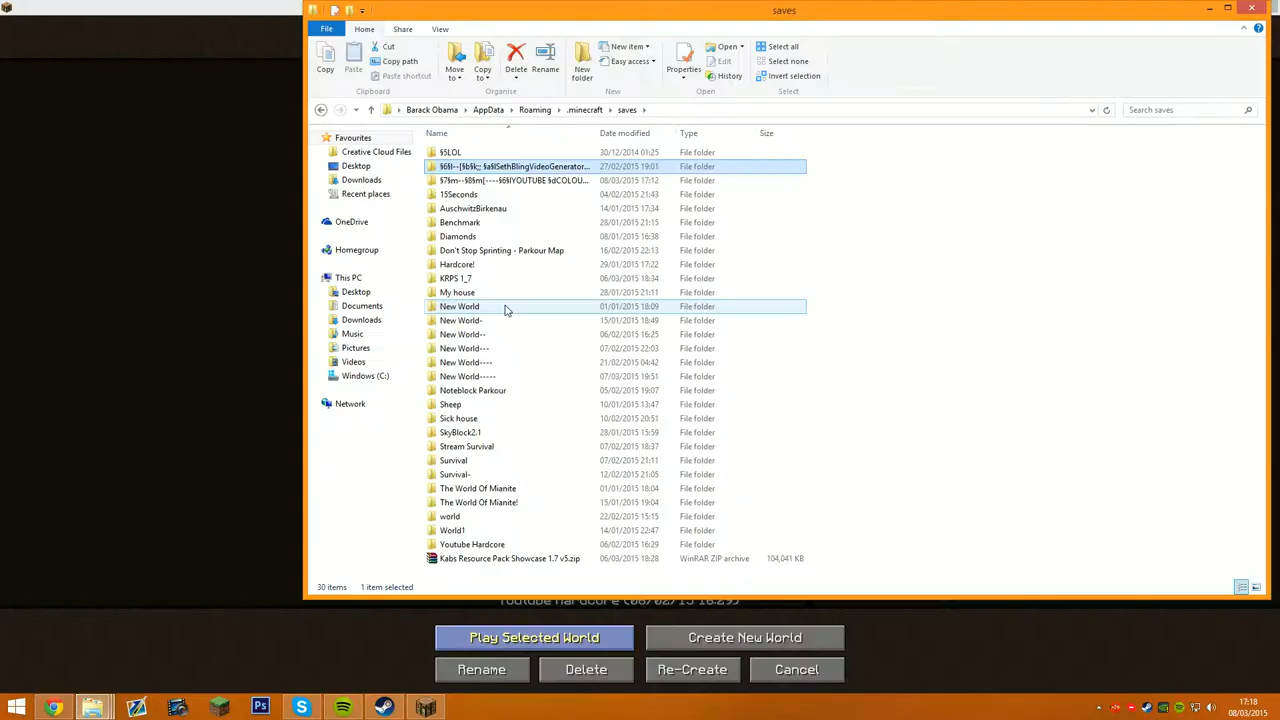 saves
File Home Share View
Copy Paste Cut Copy path Paste shortcut Move to Copy to Delete Rename New folder New item Easy access Properties Open Edit History Select all Select none Invert selection
Clipboard Organise New Open Select
Barack Obama AppData Roaming .minecraft saves Search saves
Name Date modified Type Size
Favourites
Creative Cloud Files
Desktop
Downloads
Recent places
OneDrive
Homegroup
This PC
Desktop
Documents
Downloads
Music
Pictures
Videos
Windows (C:)
Network
§5LOL 30/12/2014 01:25 File folder
§6§l--[§b§k;; §a§lSethBlingVideoGenerator... 27/02/2015 19:01 File folder
§7§m--§8§m[----§6§lYOUTUBE §dCOLOU... 08/03/2015 17:12 File folder
15Seconds 04/02/2015 21:43 File folder
AuschwitzBirkenau 14/01/2015 17:34 File folder
Benchmark 28/01/2015 21:15 File folder
Diamonds 08/01/2015 16:38 File folder
Don't Stop Sprinting - Parkour Map 16/02/2015 22:13 File folder
Hardcore! 29/01/2015 17:22 File folder
KRPS 1_7 06/03/2015 18:34 File folder
My house 28/01/2015 21:11 File folder
New World 01/01/2015 18:09 File folder
New World- 15/01/2015 18:49 File folder
New World-- 06/02/2015 16:25 File folder
New World--- 07/02/2015 22:03 File folder
New World---- 21/02/2015 04:42 File folder
New World----- 07/03/2015 19:51 File folder
Noteblock Parkour 05/02/2015 19:07 File folder
Sheep 10/01/2015 13:47 File folder
Sick house 10/02/2015 20:51 File folder
SkyBlock2.1 28/01/2015 15:59 File folder
Stream Survival 07/02/2015 18:37 File folder
Survival 07/02/2015 21:11 File folder
Survival- 12/02/2015 21:05 File folder
The World Of Mianite 01/01/2015 18:04 File folder
The World Of Mianite! 15/01/2015 19:04 File folder
world 22/02/2015 15:15 File folder
World1 14/01/2015 22:47 File folder
Youtube Hardcore 06/02/2015 16:29 File folder
Kabs Resource Pack Showcase 1.7 v5.zip 06/03/2015 18:28 WinRAR ZIP archive 104,041 KB
30 items 1 item selected
Youtube Hardcore (08/02/15 16:29)
Play Selected World Create New World
Rename Delete Re-Create Cancel
17:18
08/03/2015